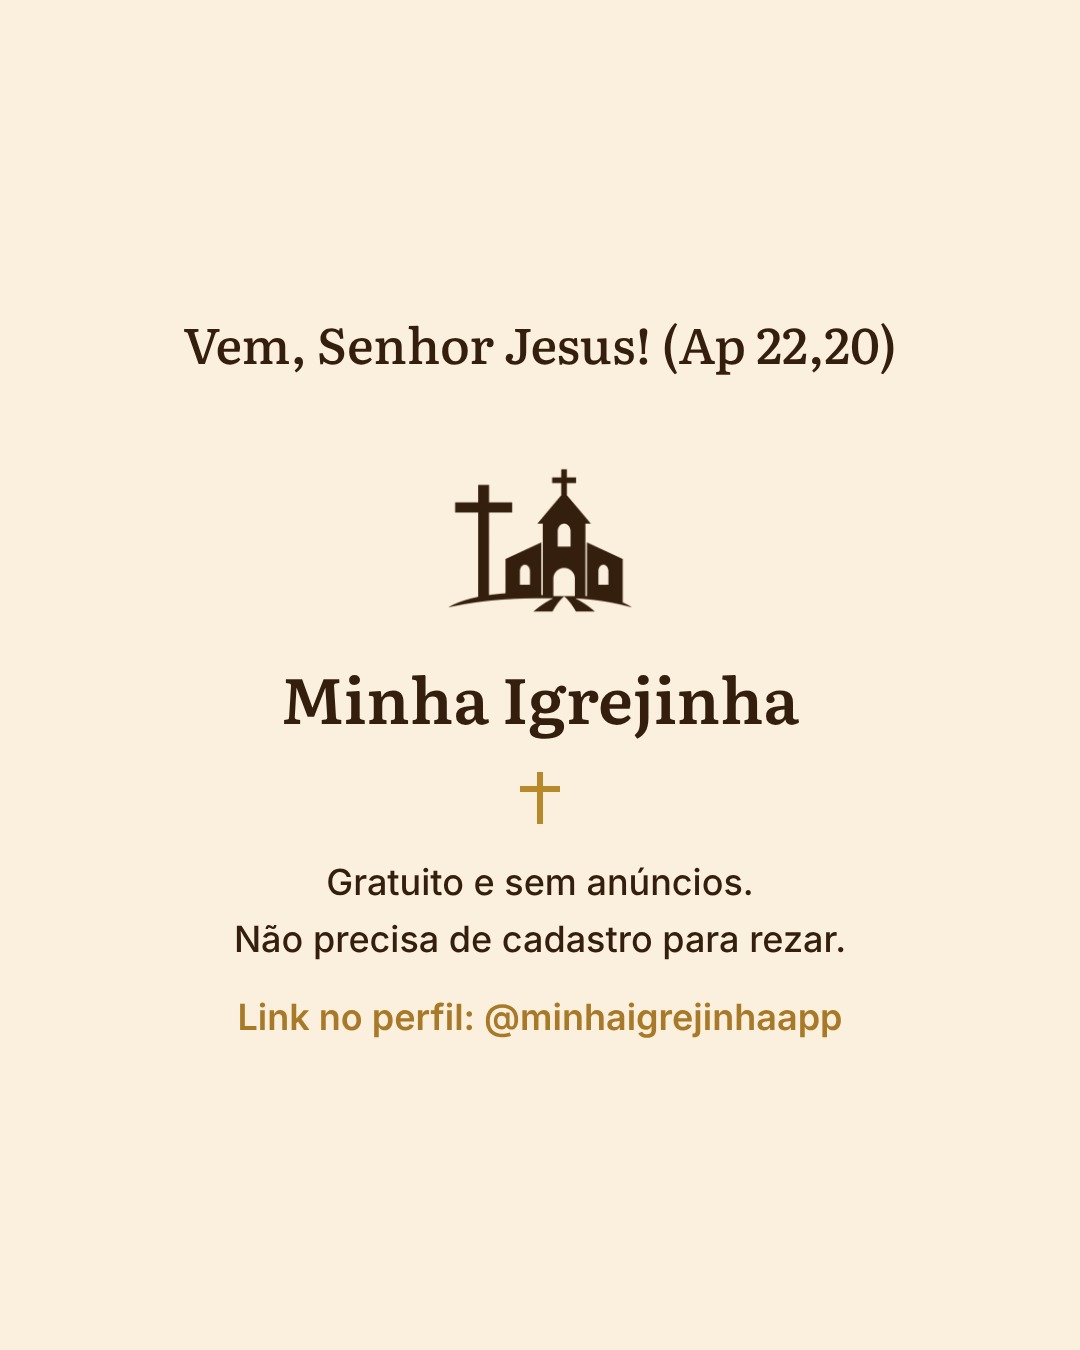 Vem, Senhor Jesus! (Ap 22,20)
Minha Igrejinha
Gratuito e sem anúncios.
Não precisa de cadastro para rezar.
Link no perfil: @minhaigrejinhaapp